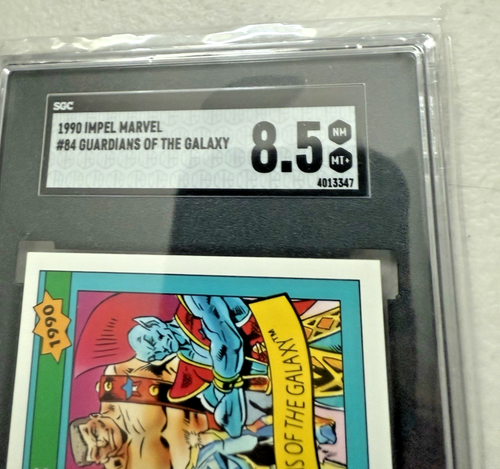 SGC
1990 IMPEL MARVEL
#84 GUARDIANS OF THE GALAXY
8.5
NM
MT+
4013347
1990
S OF THE GALAXY™